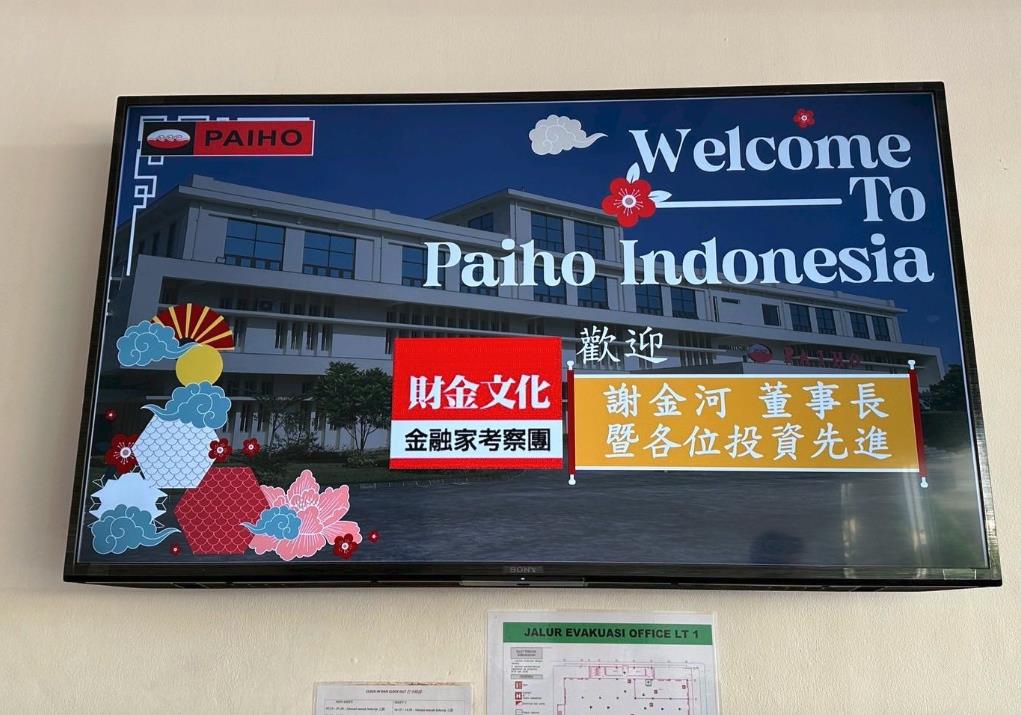 PAIHO
Welcome
To
Paiho Indonesia
歡迎
財金文化
金融家考察團
謝金河 董事長
暨各位投資先進
PAIHO
SONY
JALUR EVAKUASI OFFICE LT 1